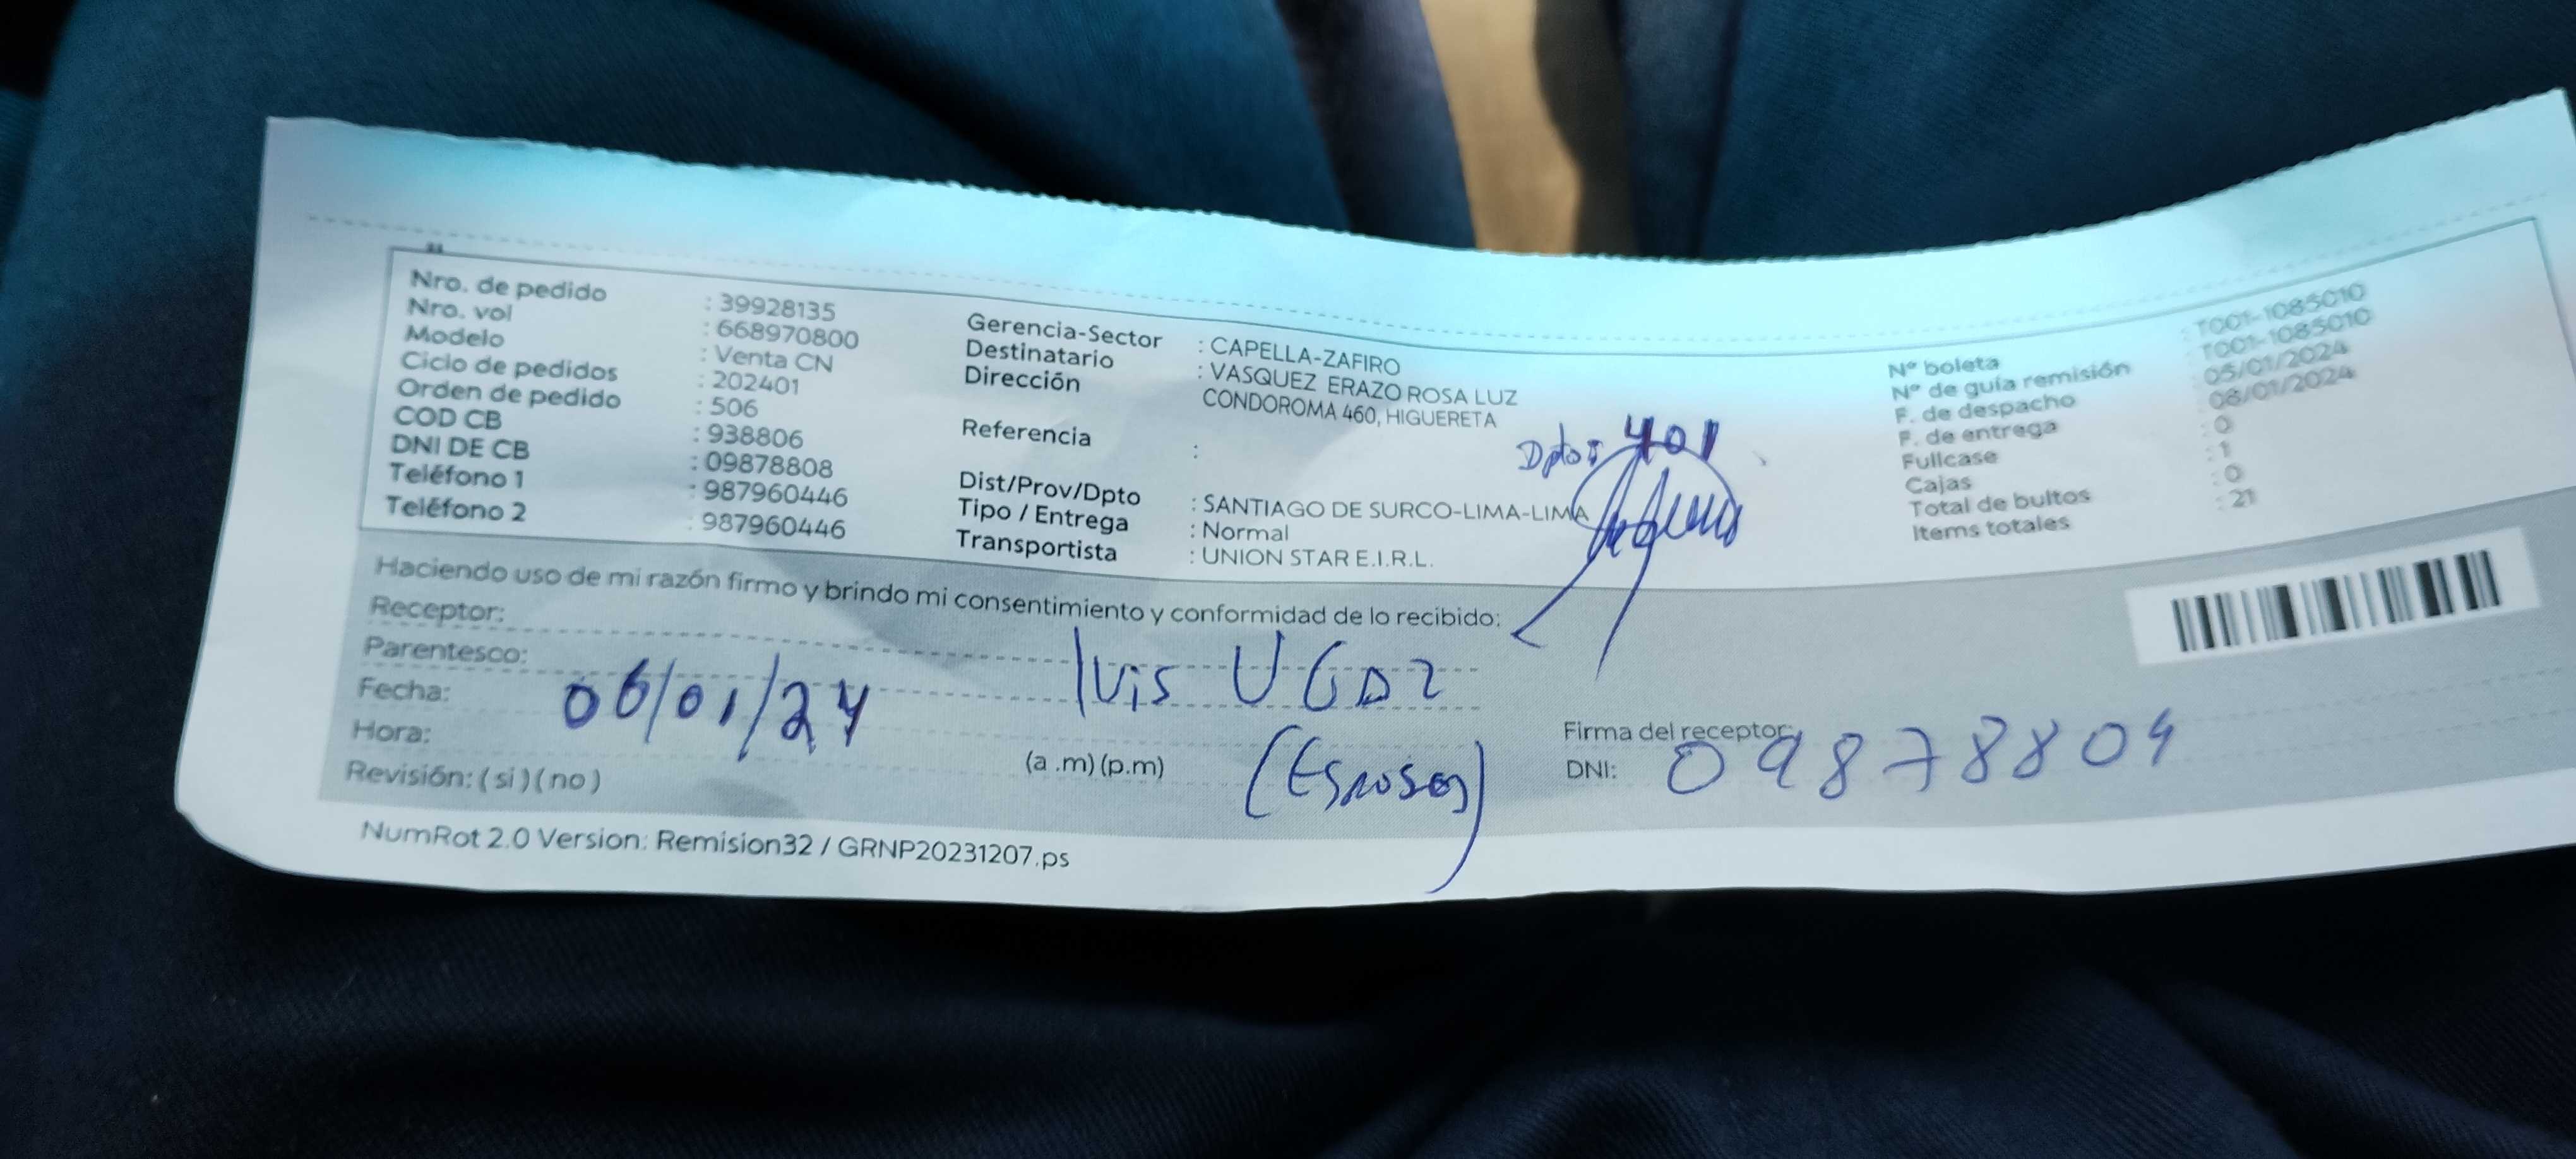 Nro. de pedido : 39928135
Nro. vol : 668970800
Modelo : Venta CN
Ciclo de pedidos : 202401
Orden de pedido : 506
COD CB : 938806
DNI DE CB : 09878808
Teléfono 1 : 987960446
Teléfono 2 : 987960446
Gerencia-Sector : CAPELLA-ZAFIRO
Destinatario : VASQUEZ ERAZO ROSA LUZ
Dirección CONDOROMA 460, HIGUERETA
Dpto: 401
Referencia :
Dist/Prov/Dpto : SANTIAGO DE SURCO-LIMA-LIMA
Tipo / Entrega : Normal
Transportista : UNION STAR E.I.R.L.
N° boleta : T001-1085010
N° de guía remisión : T001-1085010
F. de despacho : 05/01/2024
F. de entrega : 06/01/2024
Fullcase : 0
Cajas : 1
Total de bultos : 0
Items totales : 21
Haciendo uso de mi razón firmo y brindo mi consentimiento y conformidad de lo recibido:
Receptor:
Parentesco: luis
Fecha: 06/01/24
Hora: (a .m) (p.m) (Esposo)
Revisión: ( si ) ( no )
Firma del receptor:
DNI: 09878804
NumRot 2.0 Version: Remision32 / GRNP20231207.ps